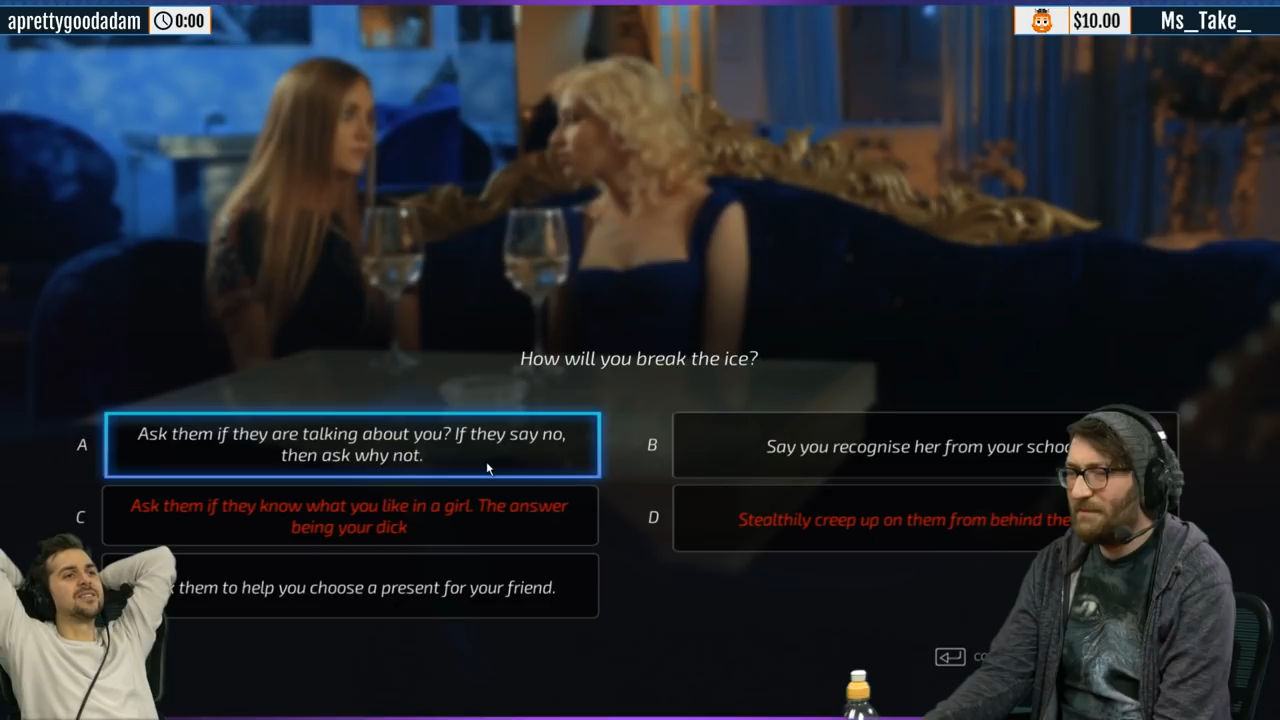 aprettygoodadam 0:00 $10.00 Ms_Take_
How will you break the ice?
A Ask them if they are talking about you? If they say no,
then ask why not.
B Say you recognise her from your
C Ask them if they know what you like in a girl. The answer
being your dick
D Stealthily creep up on them from behind
them to help you choose a present for your friend.